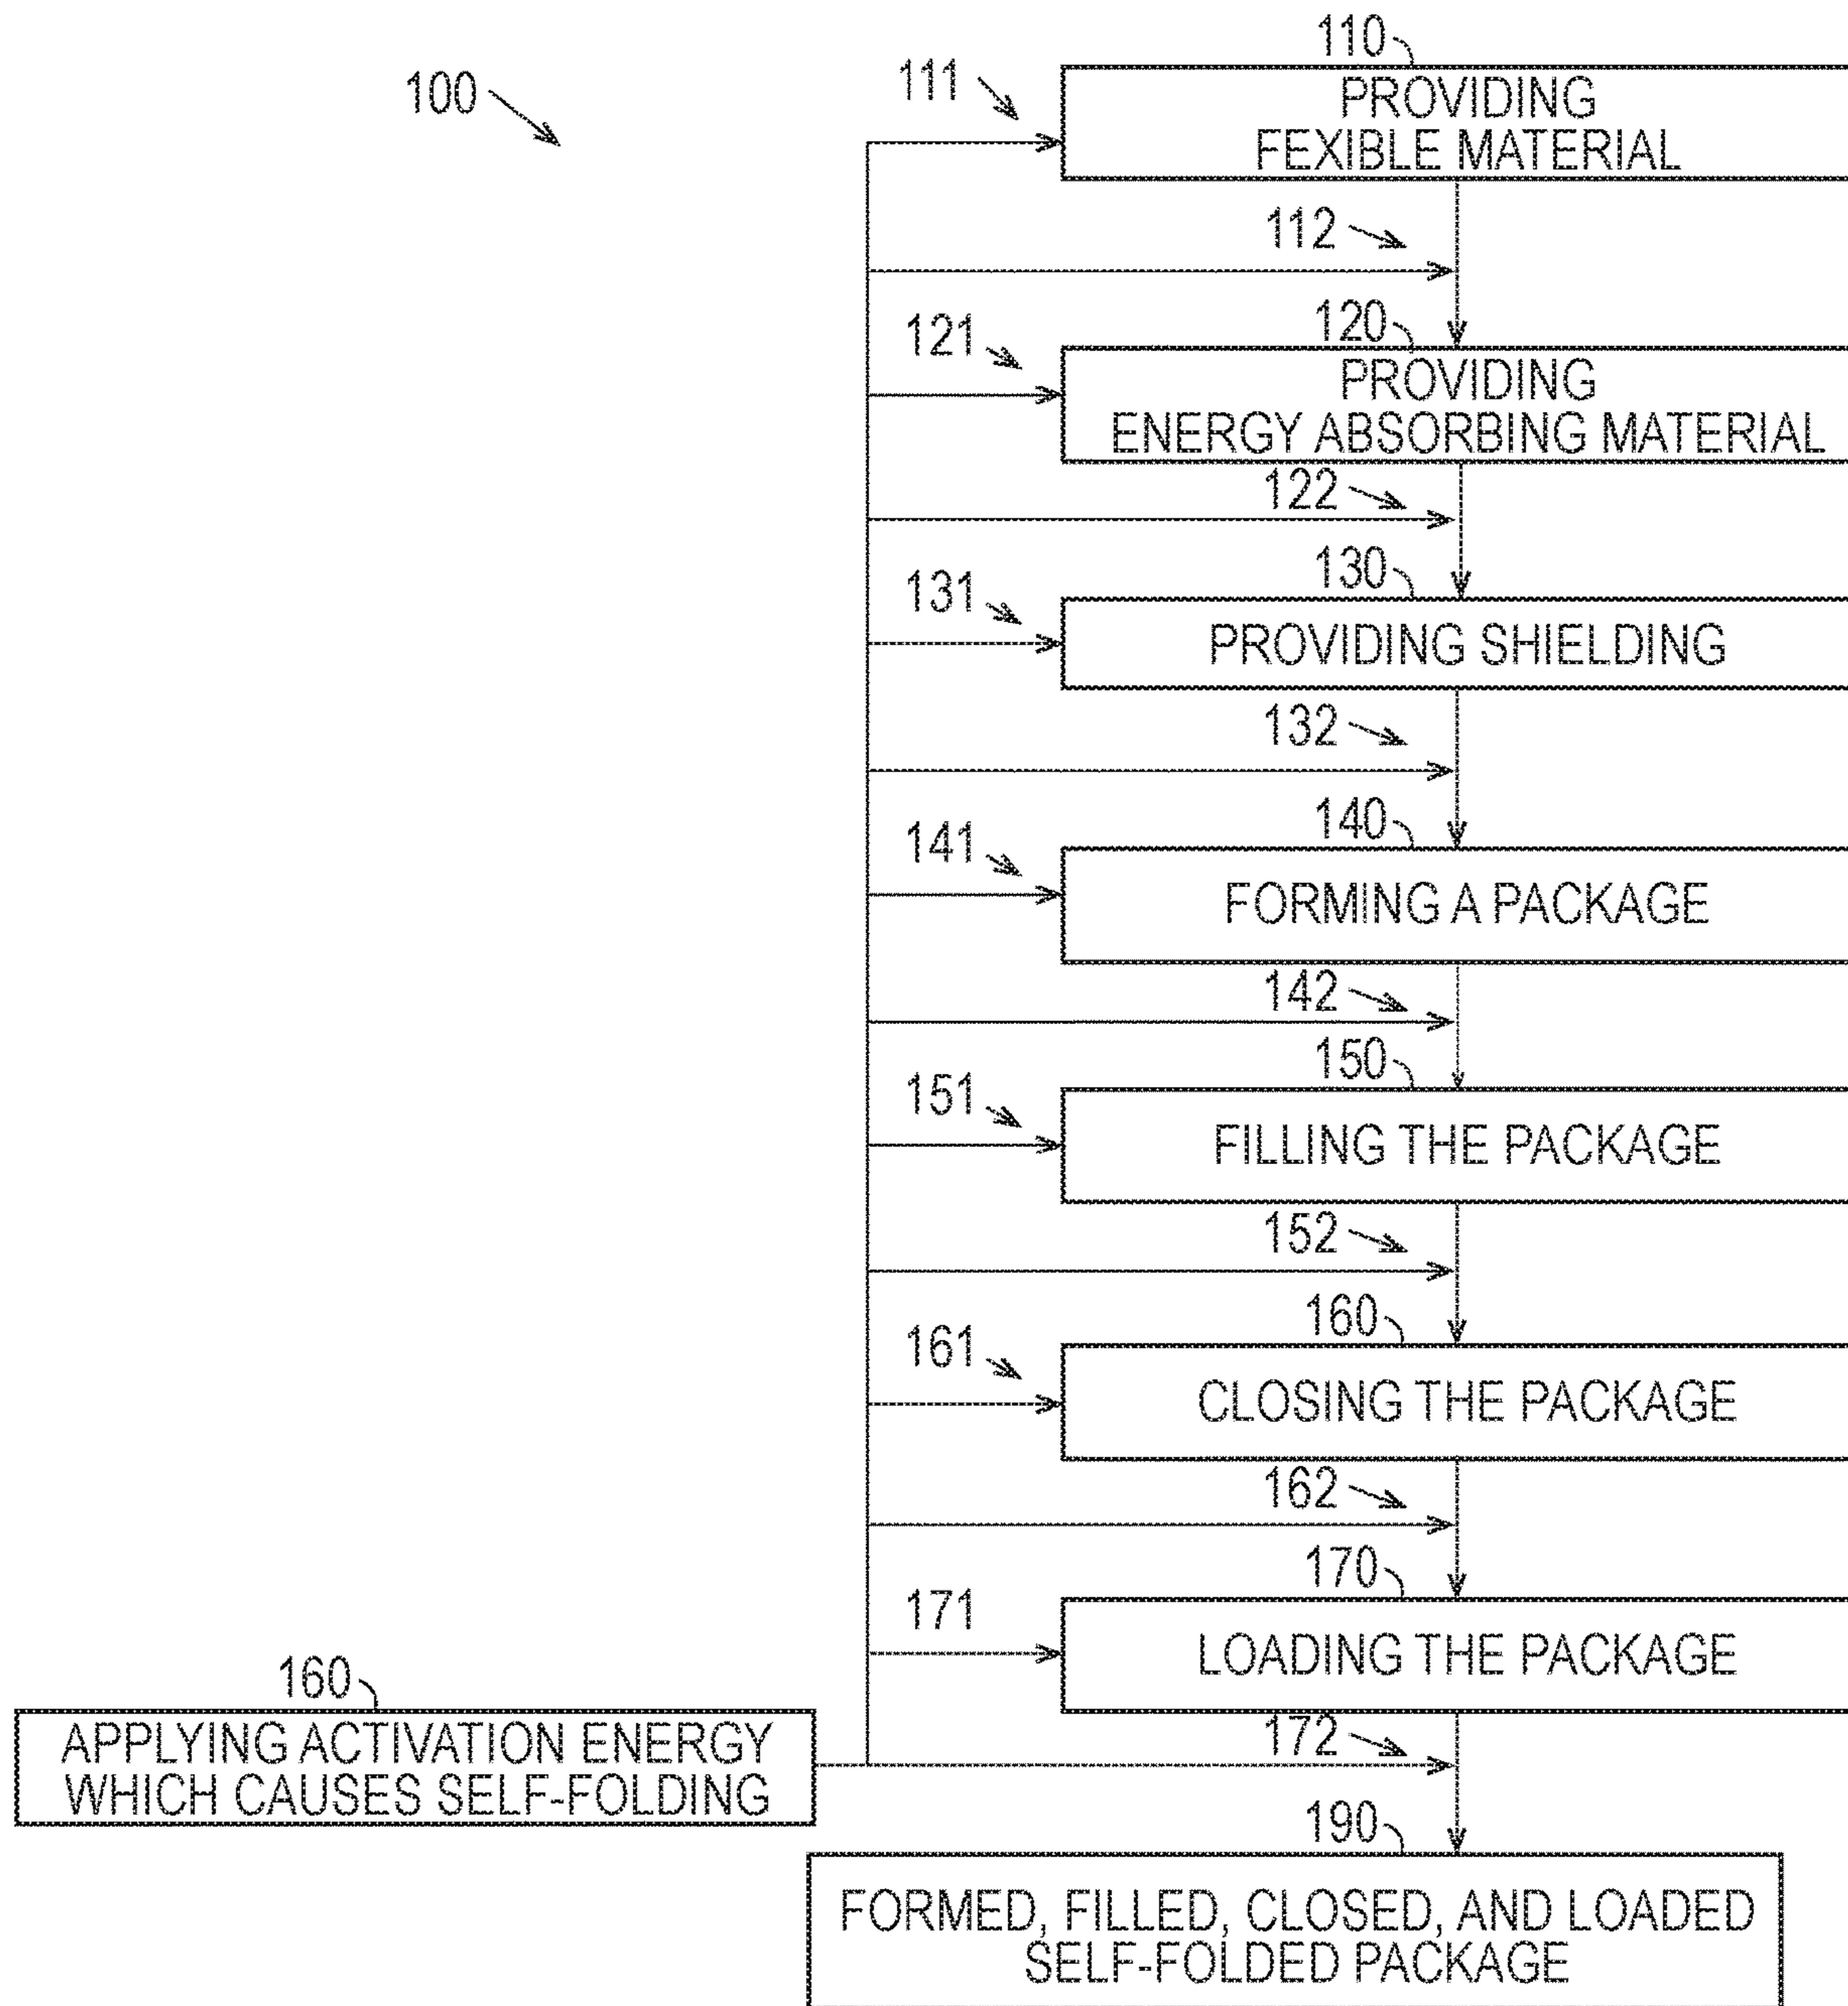 110
100
111
PROVIDING
FEXIBLE MATERIAL
112
120
121
PROVIDING
ENERGY ABSORBING MATERIAL
122
130
131
PROVIDING SHIELDING
132
140
141
FORMING A PACKAGE
142
150
151
FILLING THE PACKAGE
152
160
161
CLOSING THE PACKAGE
162
170
171
LOADING THE PACKAGE
160
APPLYING ACTIVATION ENERGY
WHICH CAUSES SELF-FOLDING
172
190
FORMED, FILLED, CLOSED, AND LOADED
SELF-FOLDED PACKAGE